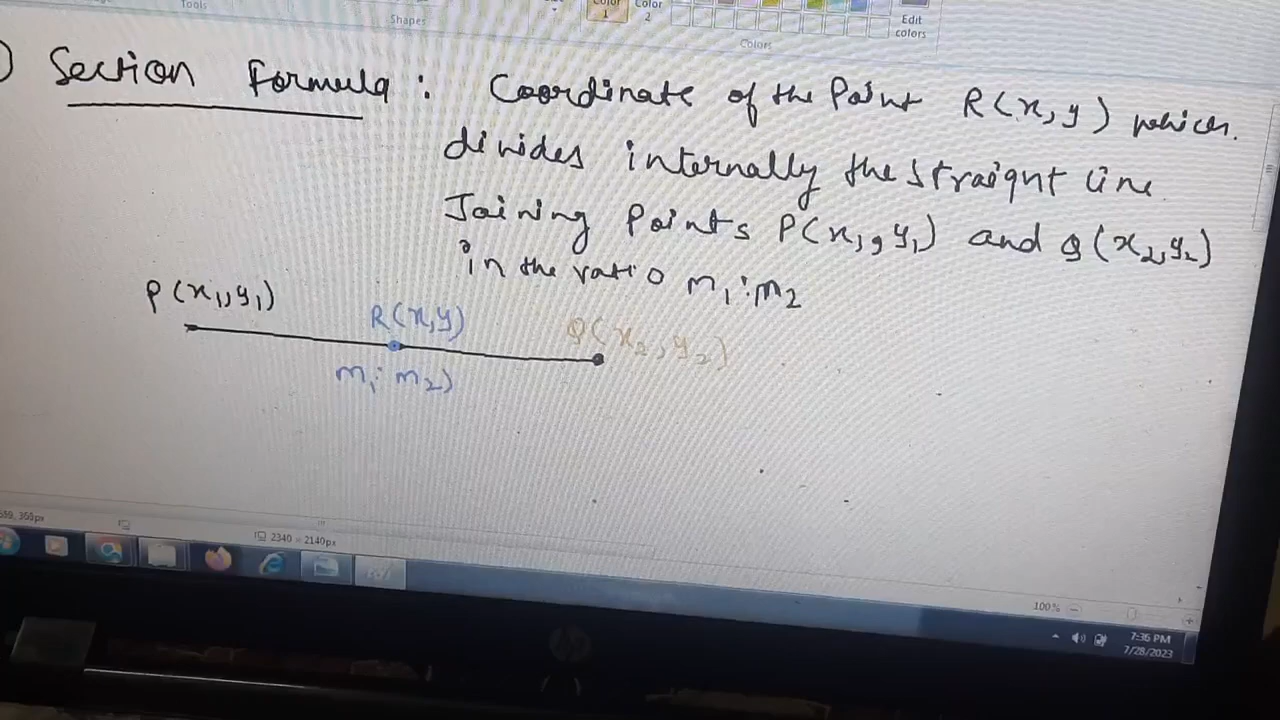 Tools
Shapes
Color 1
Color 2
Edit colors
Colors
) Section Formula : Coordinate of the Point R(x,y) which
divides internally the straight line
Joining Points P(x1,y1) and Q(x2,y2)
in the ratio m1:m2
P(x1,y1)
R(x,y)
Q(x2,y2)
m1:m2)
2340 × 2140px
100%
7:36 PM
7/28/2023